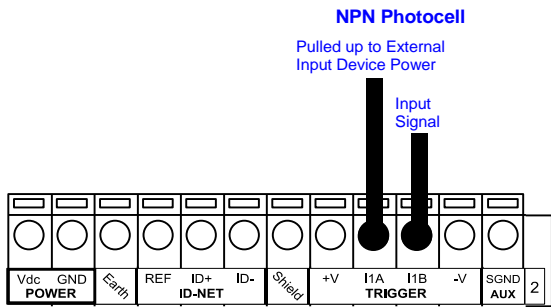 NPN Photocell
Pulled up to External
Input Device Power
Input
Signal
Vdc GND Earth REF ID+ ID- Shield +V I1A I1B -V SGND 2
POWER ID-NET TRIGGER AUX